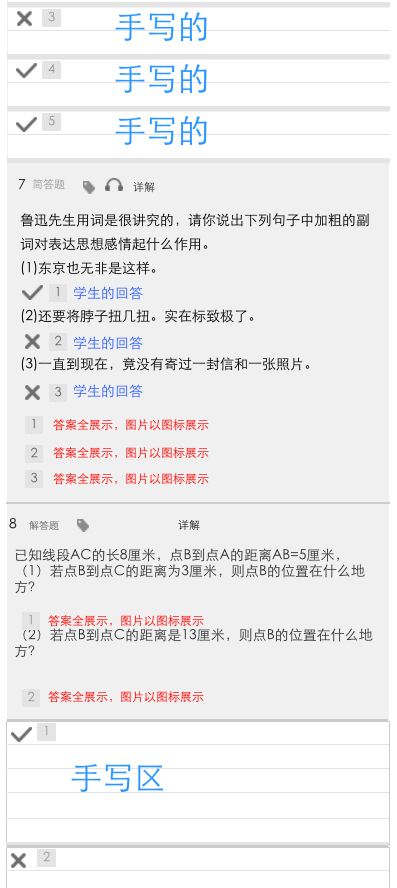 3
手写的
4
手写的
5
手写的
7 简答题 详解
鲁迅先生用词是很讲究的，请你说出下列句子中加粗的副
词对表达思想感情起什么作用。
(1)东京也无非是这样。
1 学生的回答
(2)还要将脖子扭几扭。实在标致极了。
2 学生的回答
(3)一直到现在，竟没有寄过一封信和一张照片。
3 学生的回答
1 答案全展示，图片以图标展示
2 答案全展示，图片以图标展示
3 答案全展示，图片以图标展示
8 解答题 详解
已知线段AC的长8厘米，点B到点A的距离AB=5厘米，
（1）若点B到点C的距离为3厘米，则点B的位置在什么地
方?
1 答案全展示，图片以图标展示
（2）若点B到点C的距离是13厘米，则点B的位置在什么地
方?
2 答案全展示，图片以图标展示
1
手写区
2